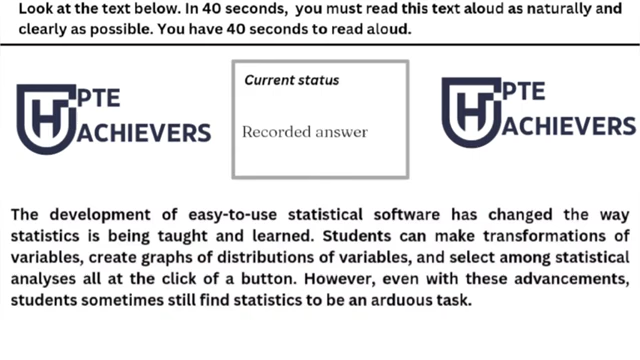 Look at the text below. In 40 seconds, you must read this text aloud as naturally and
clearly as possible. You have 40 seconds to read aloud.
PTE
ACHIEVERS
Current status
Recorded answer
PTE
ACHIEVERS
The development of easy-to-use statistical software has changed the way
statistics is being taught and learned. Students can make transformations of
variables, create graphs of distributions of variables, and select among statistical
analyses all at the click of a button. However, even with these advancements,
students sometimes still find statistics to be an arduous task.